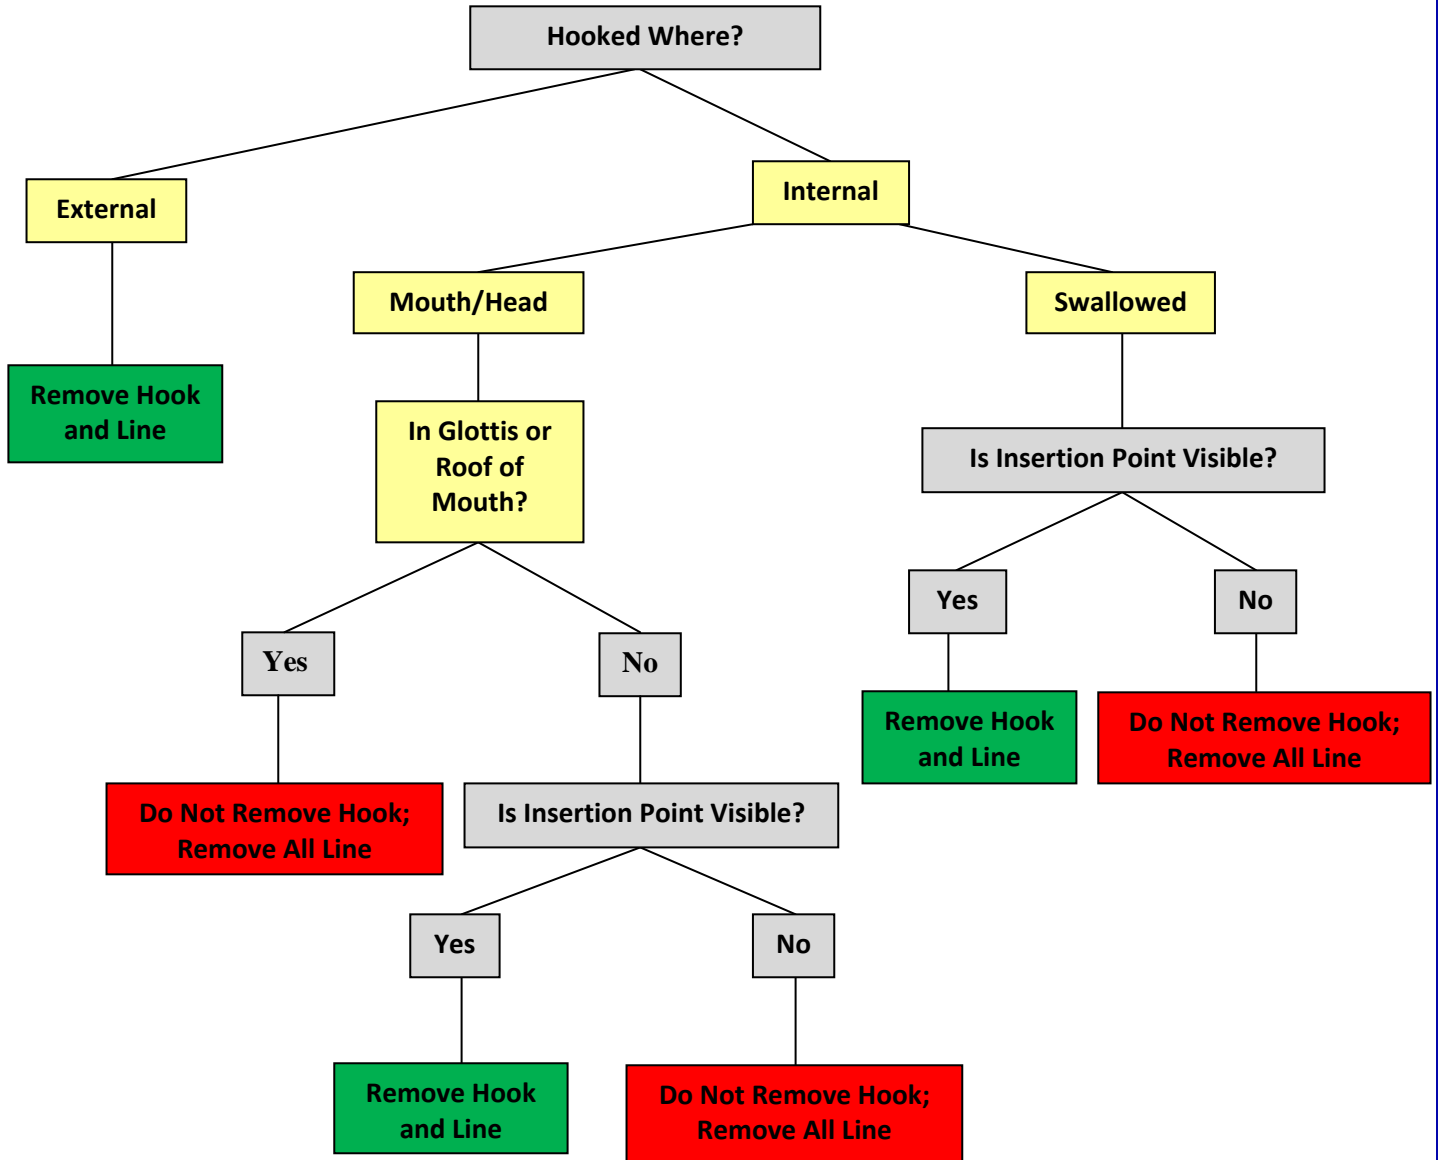 Hooked Where?
External
Internal
Mouth/Head
Swallowed
Remove Hook
and Line
In Glottis or
Roof of
Mouth?
Is Insertion Point Visible?
Yes
No
Yes
No
Remove Hook
and Line
Do Not Remove Hook;
Remove All Line
Do Not Remove Hook;
Remove All Line
Is Insertion Point Visible?
Yes
No
Remove Hook
and Line
Do Not Remove Hook;
Remove All Line